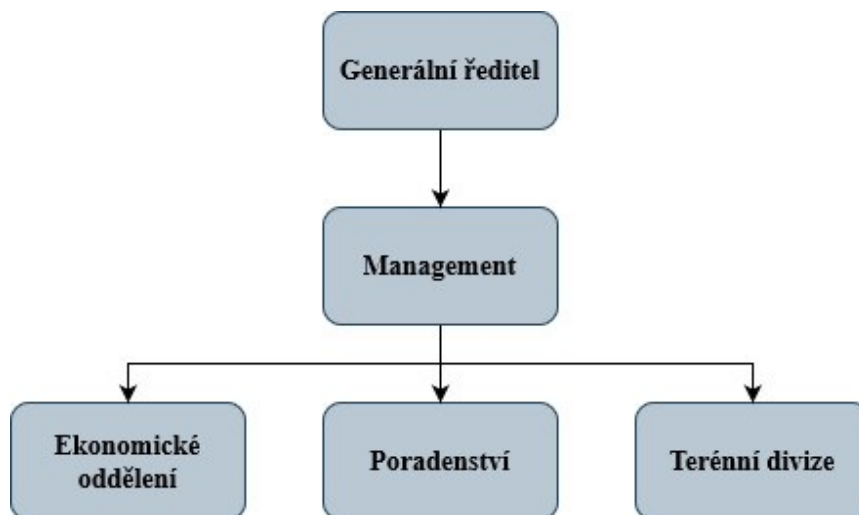 Generální ředitel
Management
Ekonomické
oddělení
Poradenství
Terénní divize